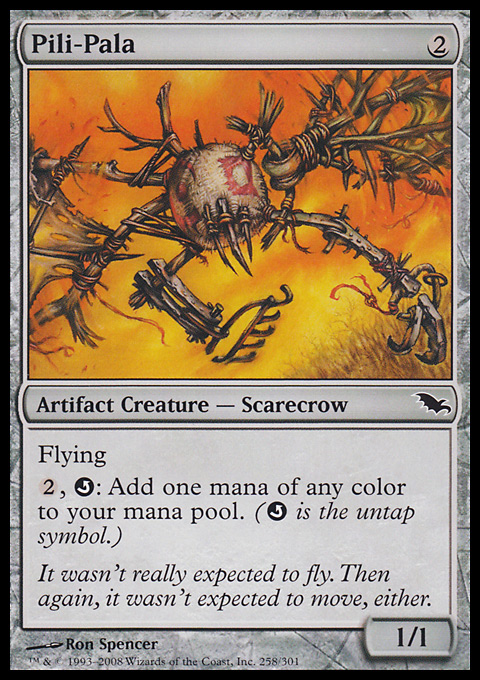 Pili-Pala 2
Artifact Creature — Scarecrow
Flying
2, : Add one mana of any color
to your mana pool. ( is the untap
symbol.)
It wasn't really expected to fly. Then
again, it wasn't expected to move, either.
Ron Spencer
1/1
™ & © 1993–2008 Wizards of the Coast, Inc. 258/301